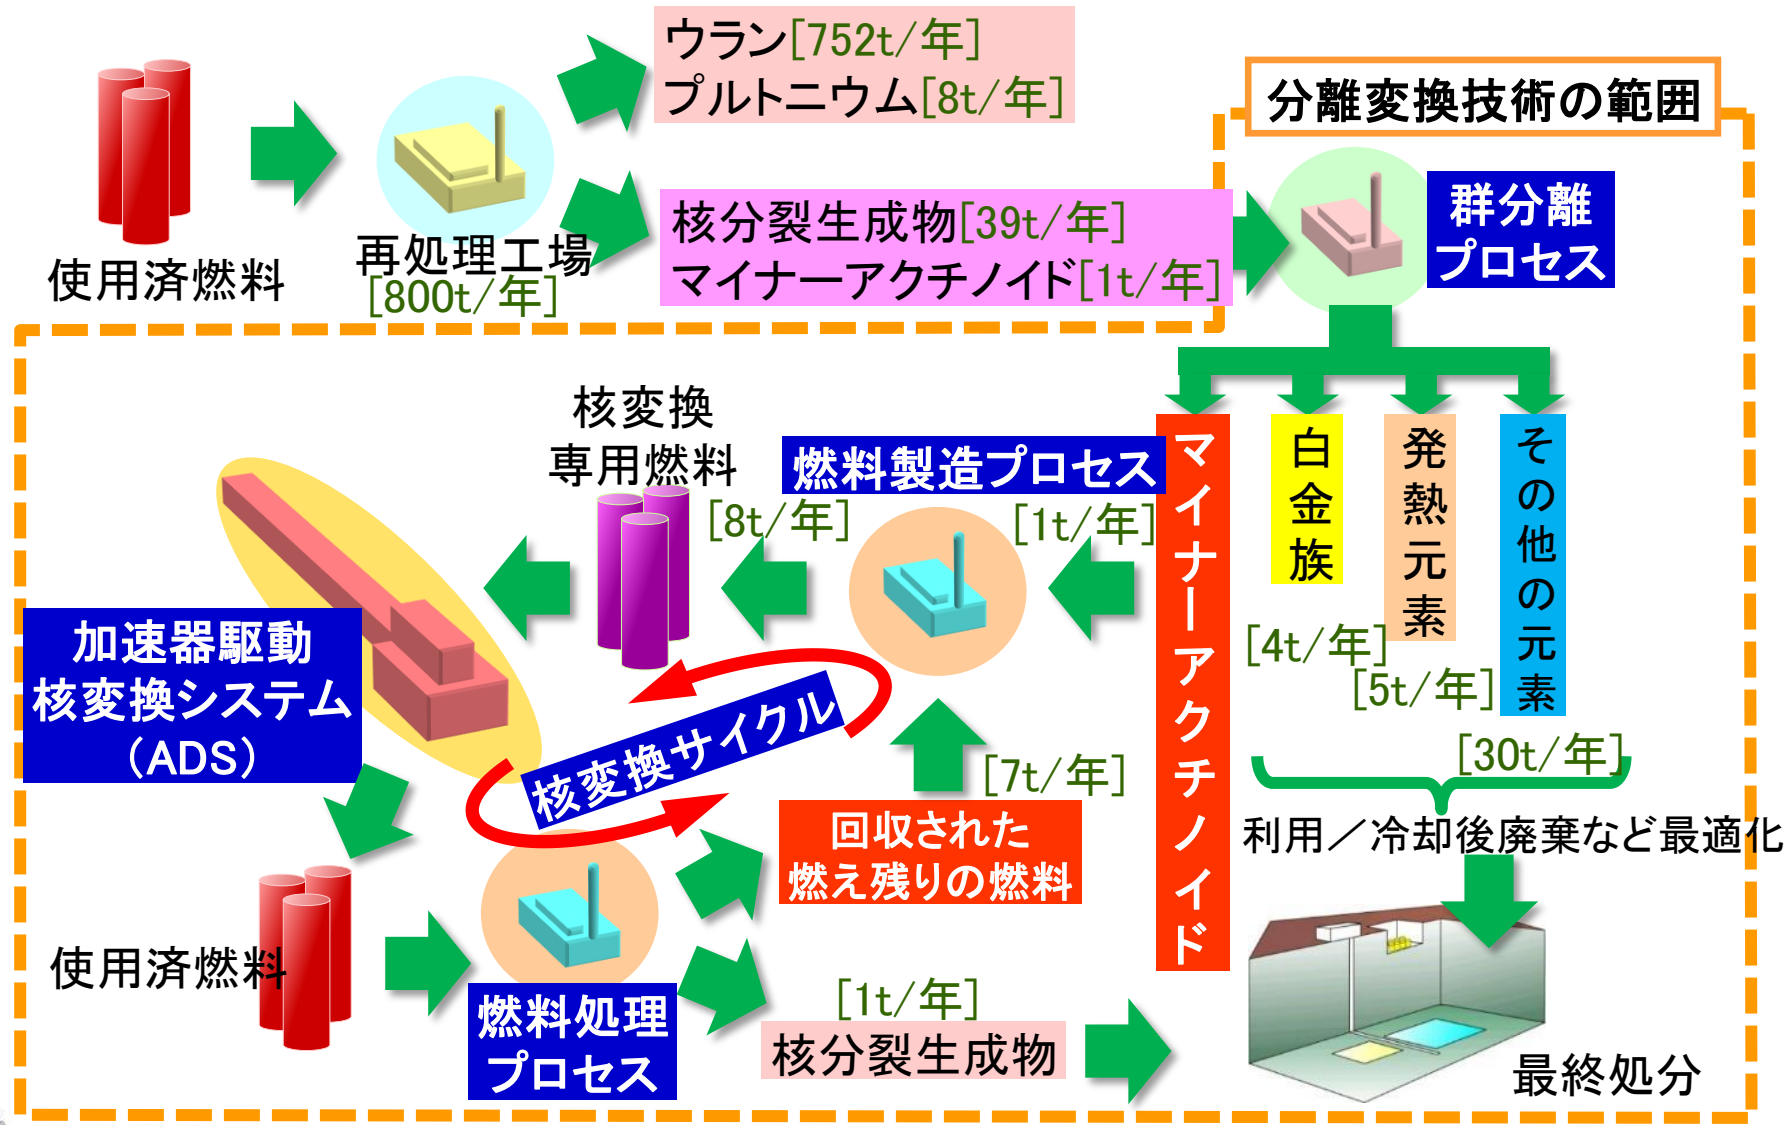 ウラン[752t/年]
プルトニウム[8t/年]
分離変換技術の範囲
使用済燃料
再処理工場
[800t/年]
核分裂生成物[39t/年]
マイナーアクチノイド[1t/年]
群分離
プロセス
核変換
専用燃料
燃料製造プロセス
[8t/年]
[1t/年]
マイナーアクチノイド
白金族
発熱元素
その他の元素
[4t/年]
[5t/年]
[30t/年]
加速器駆動
核変換システム
(ADS)
核変換サイクル
[7t/年]
回収された
燃え残りの燃料
利用／冷却後廃棄など最適化
使用済燃料
燃料処理
プロセス
[1t/年]
核分裂生成物
最終処分